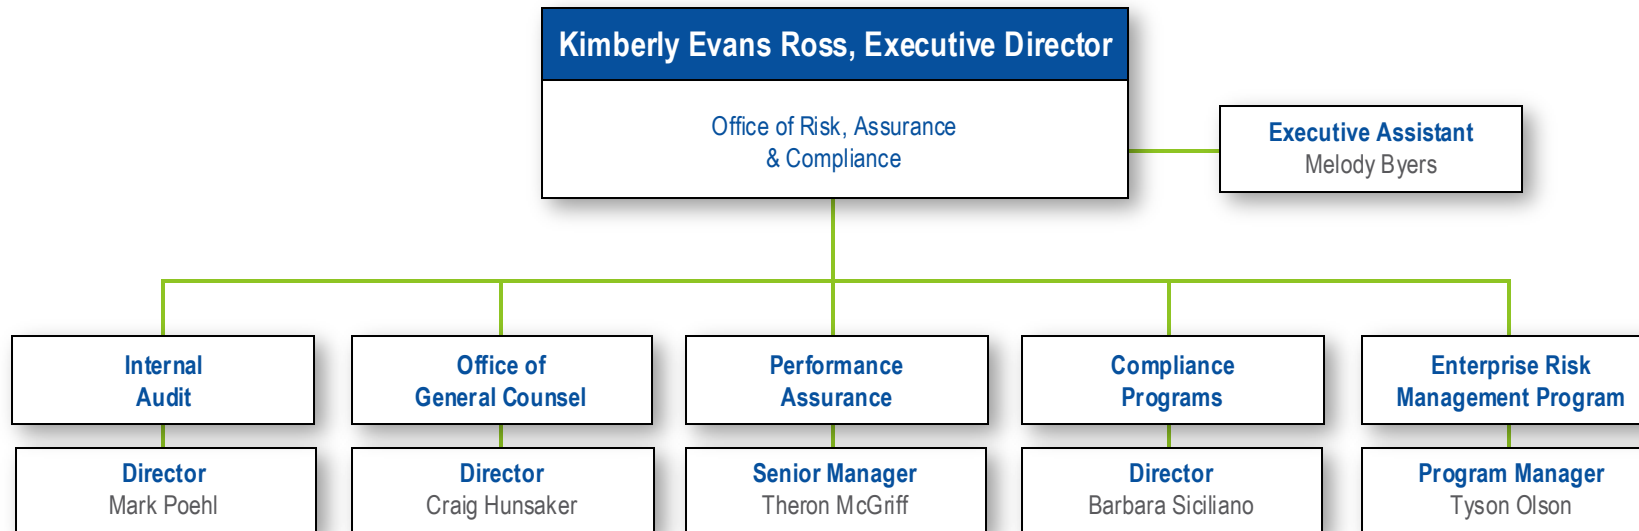 Kimberly Evans Ross, Executive Director
Office of Risk, Assurance
& Compliance
Executive Assistant
Melody Byers
Internal
Audit
Office of
General Counsel
Performance
Assurance
Compliance
Programs
Enterprise Risk
Management Program
Director
Mark Poehl
Director
Craig Hunsaker
Senior Manager
Theron McGriff
Director
Barbara Siciliano
Program Manager
Tyson Olson